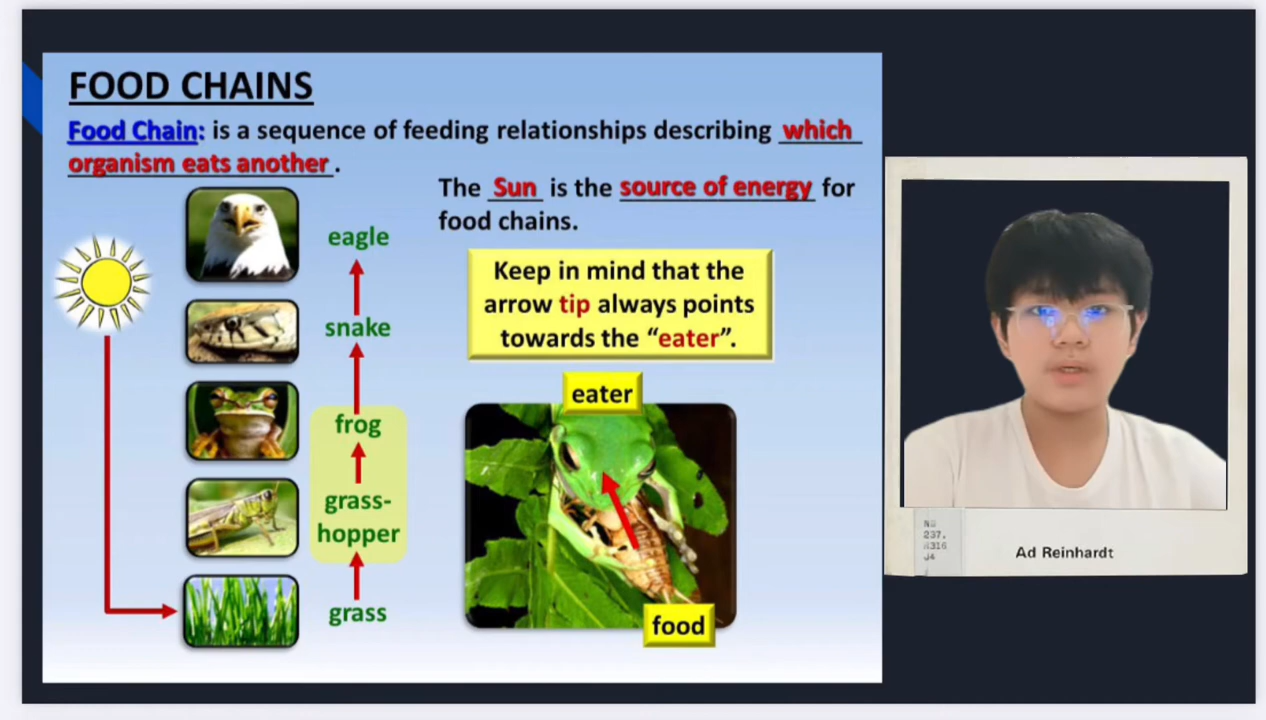 FOOD CHAINS
Food Chain: is a sequence of feeding relationships describing which
organism eats another.
The Sun is the source of energy for
food chains.
eagle
snake
frog
grass-
hopper
grass
Keep in mind that the
arrow tip always points
towards the “eater”.
eater
food
237.
J4
Ad Reinhardt